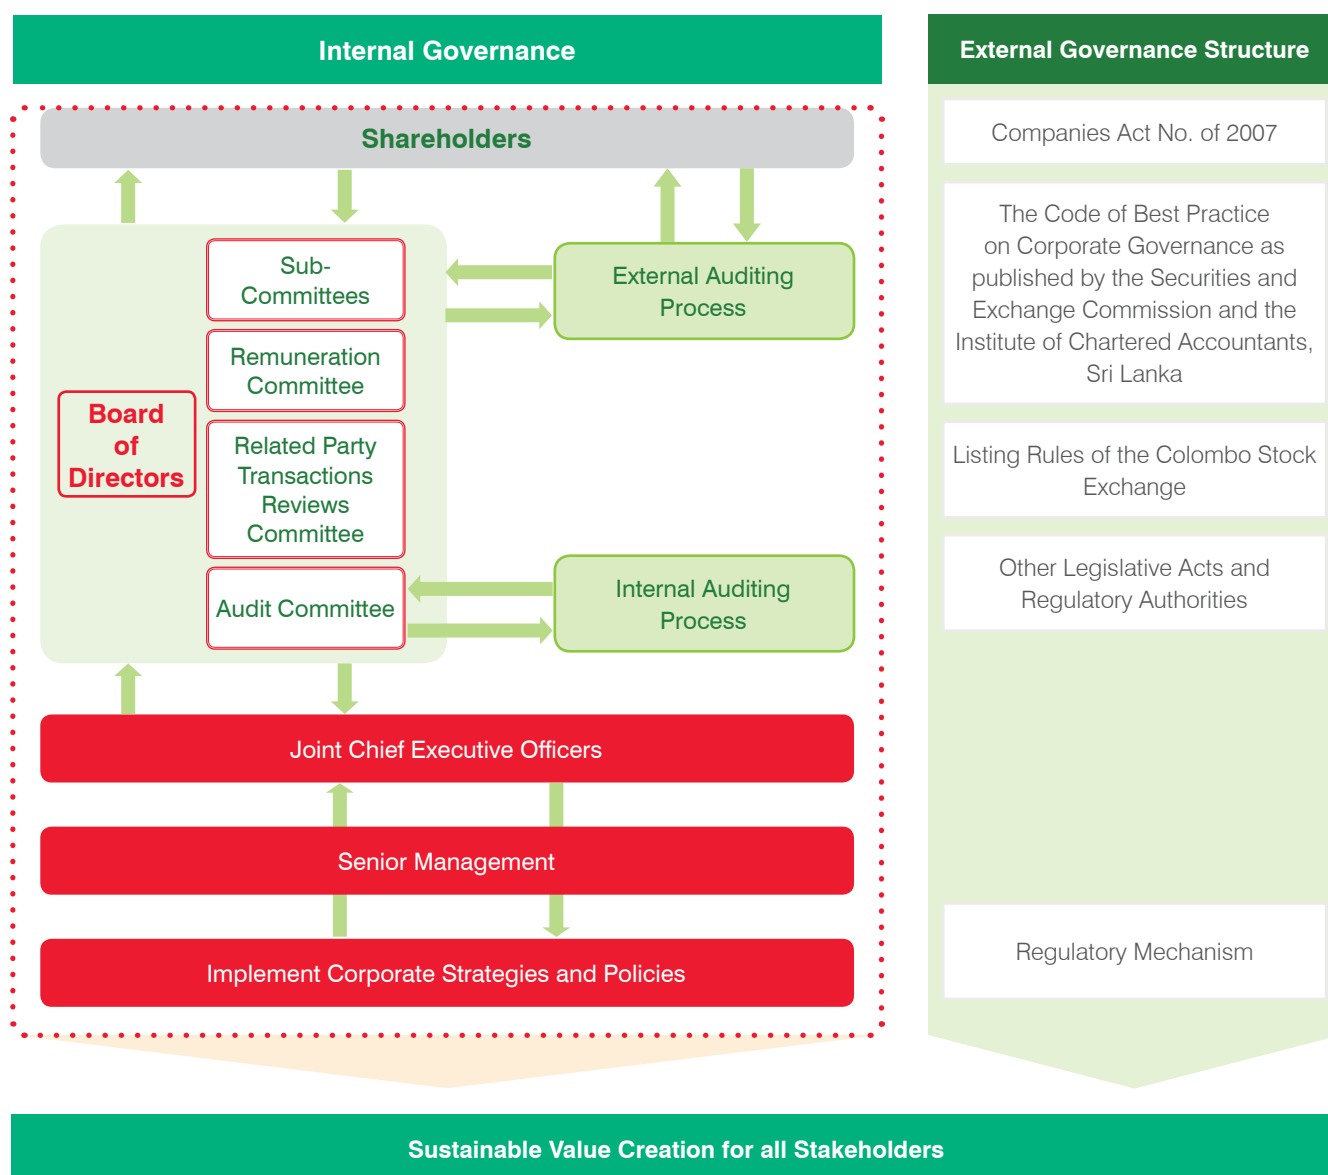 Internal Governance
Shareholders
Sub-
Committees
Remuneration
Committee
Board
of
Directors
Related Party
Transactions
Reviews
Committee
Audit Committee
External Auditing
Process
Internal Auditing
Process
Joint Chief Executive Officers
Senior Management
Implement Corporate Strategies and Policies
External Governance Structure
Companies Act No. of 2007
The Code of Best Practice
on Corporate Governance as
published by the Securities and
Exchange Commission and the
Institute of Chartered Accountants,
Sri Lanka
Listing Rules of the Colombo Stock
Exchange
Other Legislative Acts and
Regulatory Authorities
Regulatory Mechanism
Sustainable Value Creation for all Stakeholders